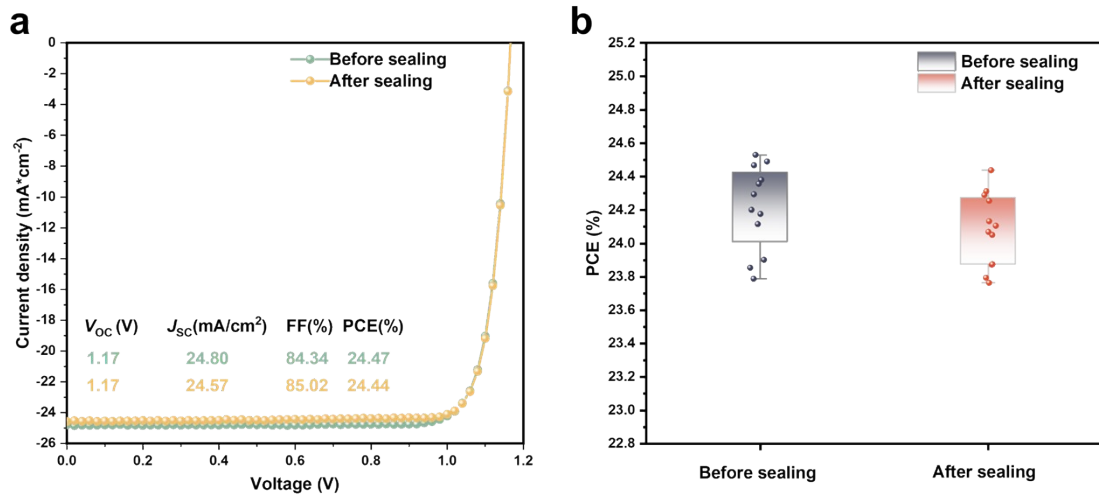 a
Before sealing
After sealing
0
-2
-4
-6
-8
-10
-12
-14
-16
-18
-20
-22
-24
-26
Current density (mA*cm-2)
V_OC (V) J_SC(mA/cm²) FF(%) PCE(%)
1.17 24.80 84.34 24.47
1.17 24.57 85.02 24.44
0.0 0.2 0.4 0.6 0.8 1.0 1.2
Voltage (V)
b
Before sealing
After sealing
25.2
25.0
24.8
24.6
24.4
24.2
24.0
23.8
23.6
23.4
23.2
23.0
22.8
PCE (%)
Before sealing After sealing